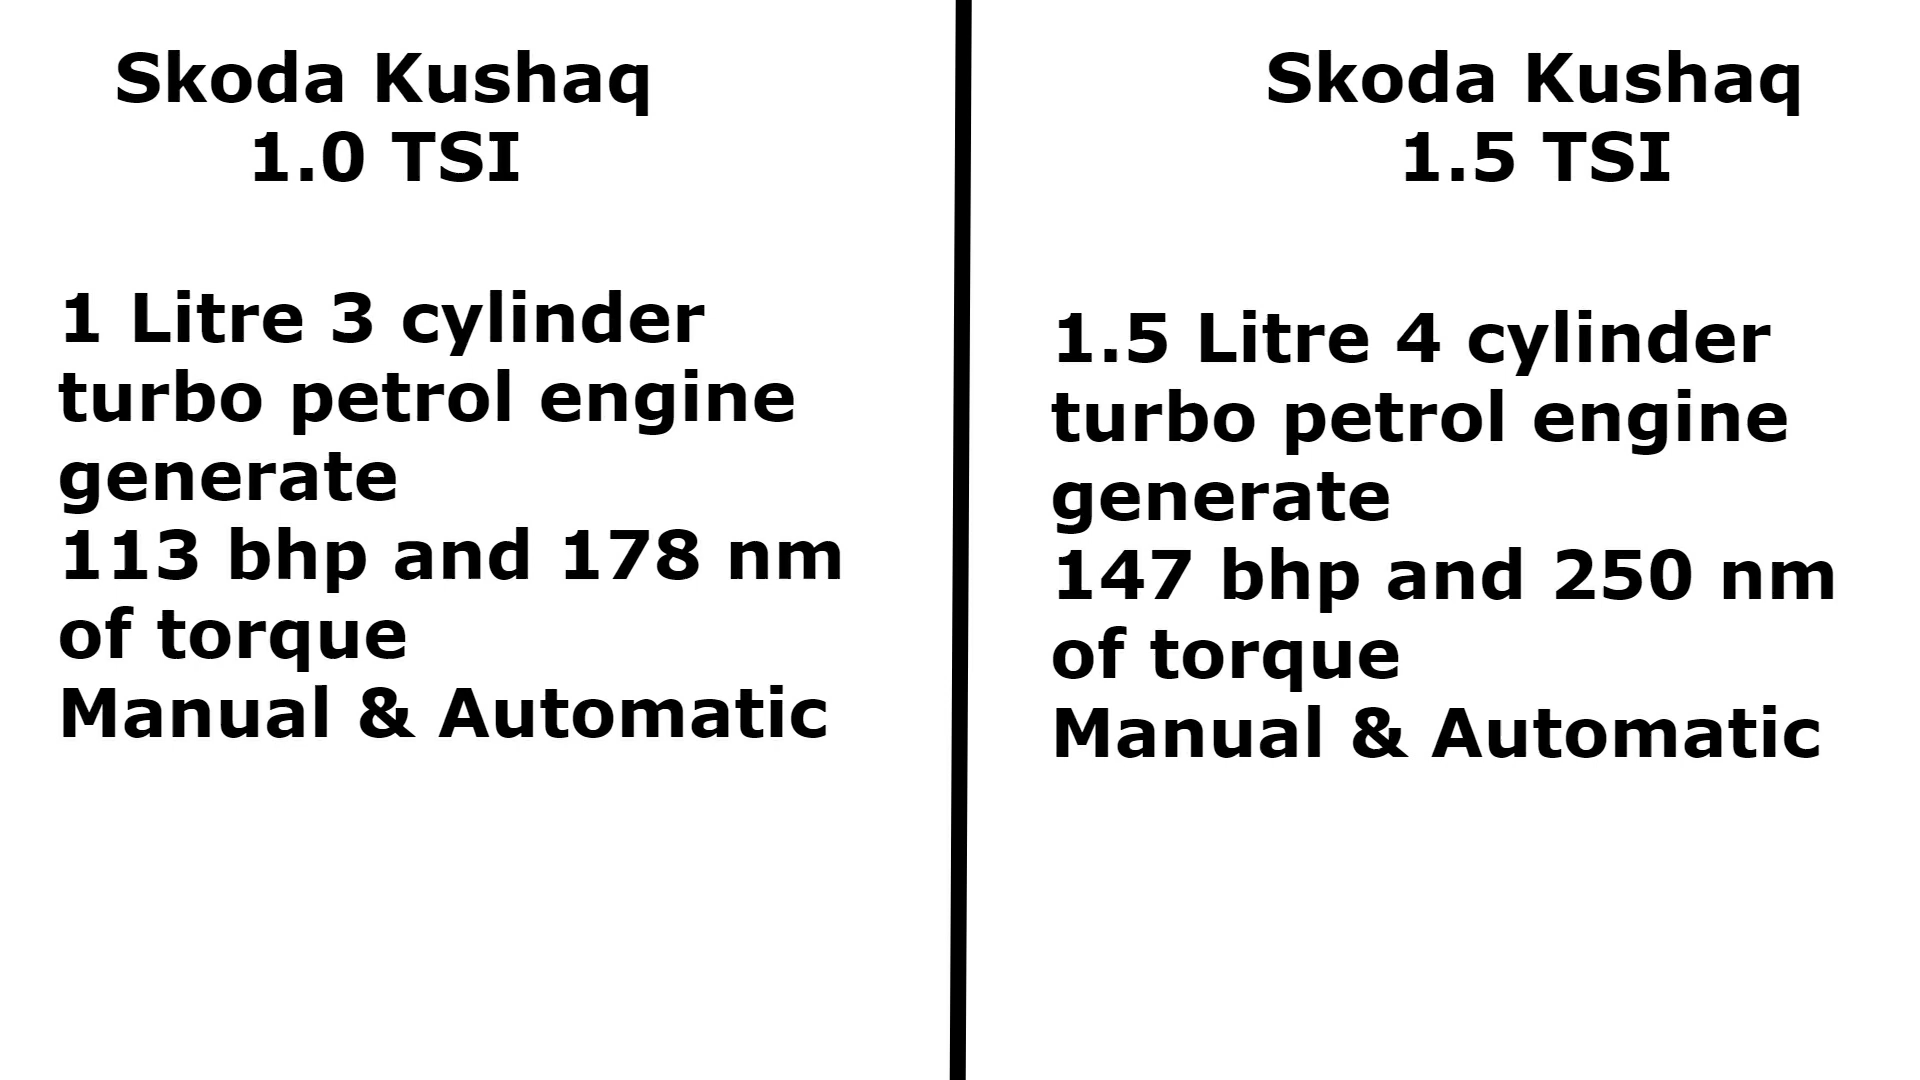 Skoda Kushaq
1.0 TSI
1 Litre 3 cylinder
turbo petrol engine
generate
113 bhp and 178 nm
of torque
Manual & Automatic
Skoda Kushaq
1.5 TSI
1.5 Litre 4 cylinder
turbo petrol engine
generate
147 bhp and 250 nm
of torque
Manual & Automatic